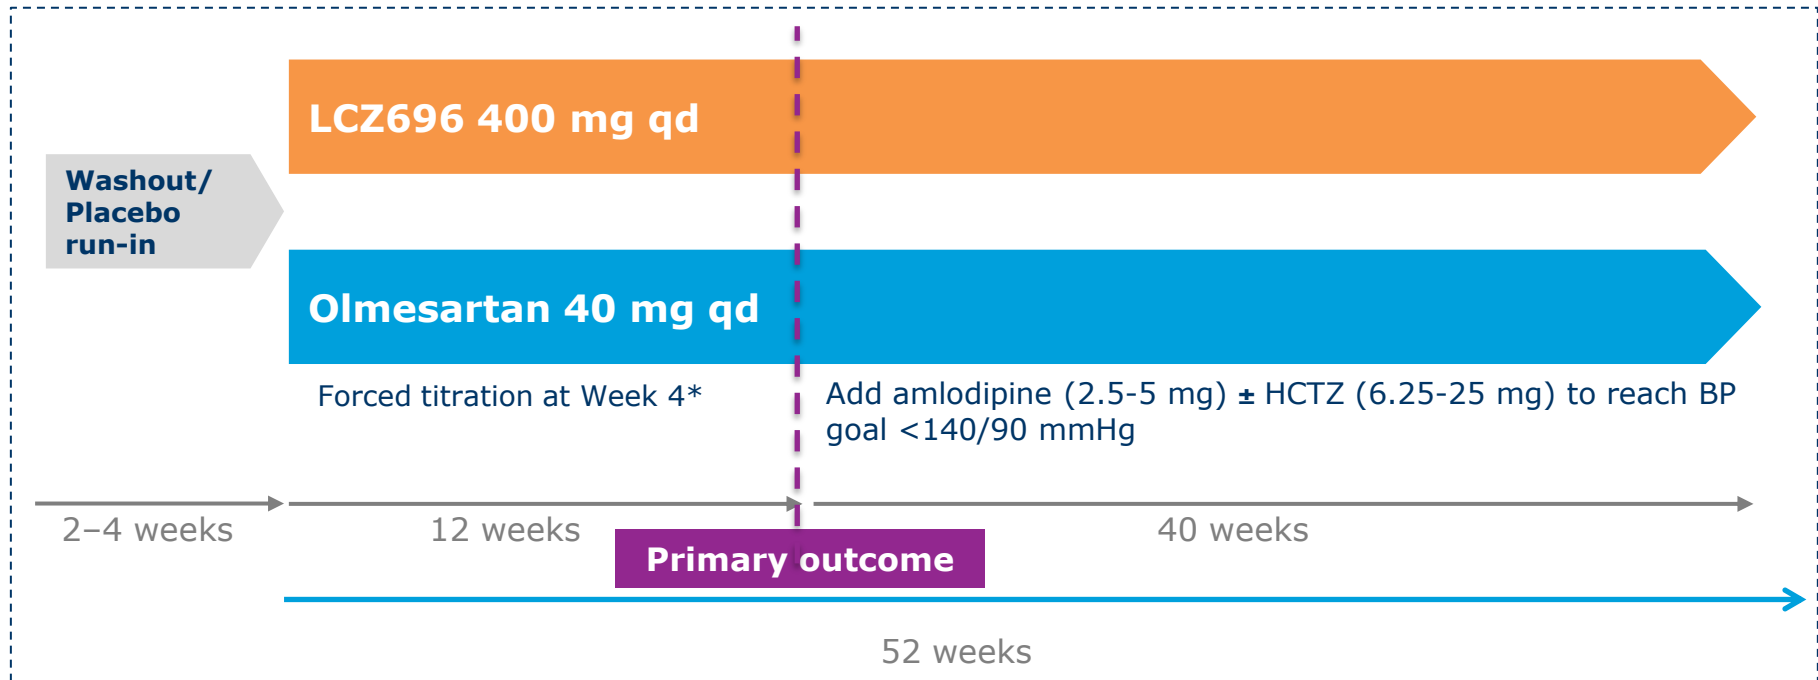 LCZ696 400 mg qd
Washout/
Placebo
run-in
Olmesartan 40 mg qd
Forced titration at Week 4*
Add amlodipine (2.5-5 mg) ± HCTZ (6.25-25 mg) to reach BP
goal <140/90 mmHg
2–4 weeks
12 weeks
40 weeks
Primary outcome
52 weeks